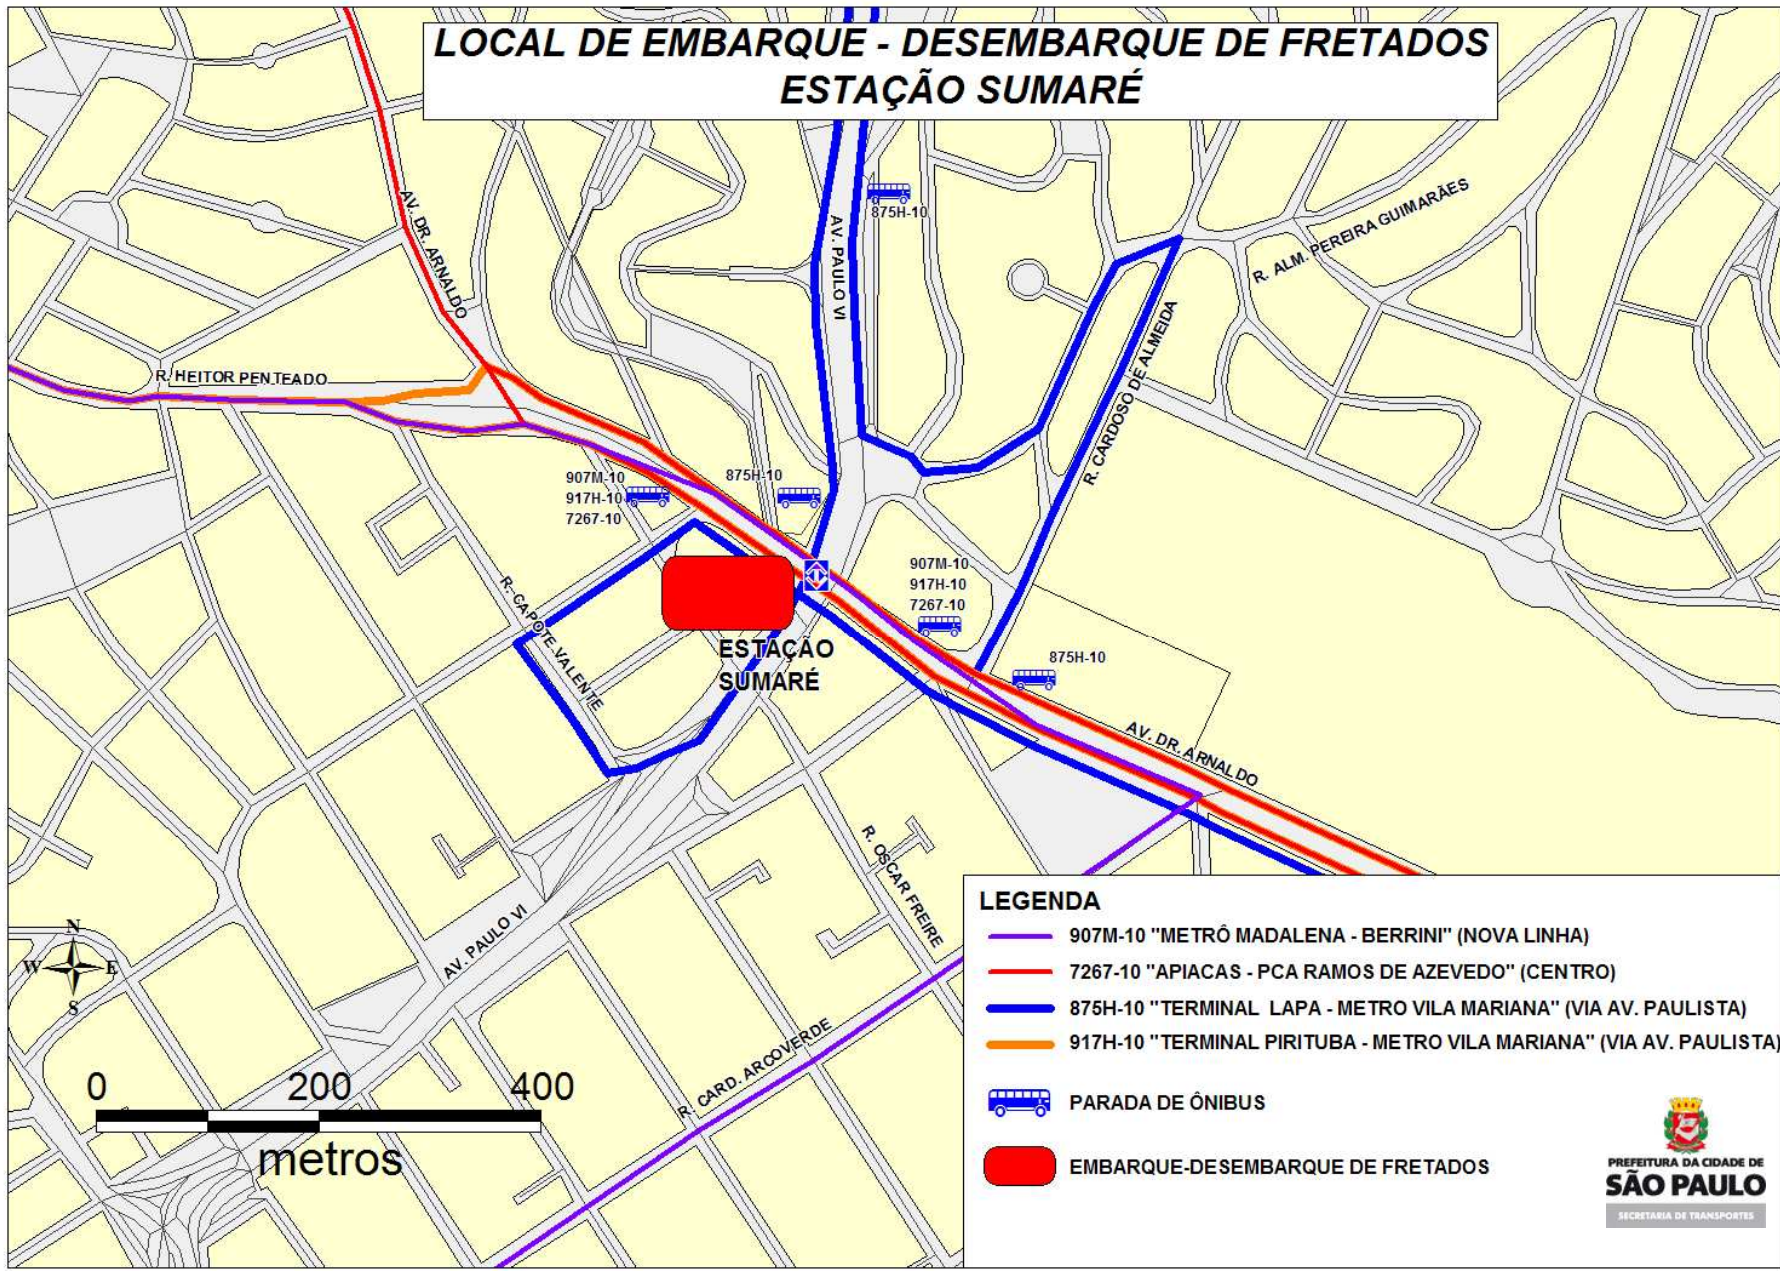 LOCAL DE EMBARQUE - DESEMBARQUE DE FRETADOS
ESTAÇÃO SUMARÉ
875H-10
AV. PAULO VI
AV. DR. ARNALDO
R. ALM. PEREIRA GUIMARÃES
R. CARDOSO DE ALMEIDA
R. HEITOR PENTEADO
907M-10
917H-10
7267-10
875H-10
907M-10
917H-10
7267-10
R. CAPOTE VALENTE
ESTAÇÃO
SUMARÉ
875H-10
AV. DR. ARNALDO
R. OSCAR FREIRE
AV. PAULO VI
R. CARD. ARCOVERDE
N
W E
S
0 200 400
metros
LEGENDA
907M-10 "METRÔ MADALENA - BERRINI" (NOVA LINHA)
7267-10 "APIACAS - PCA RAMOS DE AZEVEDO" (CENTRO)
875H-10 "TERMINAL LAPA - METRO VILA MARIANA" (VIA AV. PAULISTA)
917H-10 "TERMINAL PIRITUBA - METRO VILA MARIANA" (VIA AV. PAULISTA)
PARADA DE ÔNIBUS
EMBARQUE-DESEMBARQUE DE FRETADOS
PREFEITURA DA CIDADE DE
SÃO PAULO
SECRETARIA DE TRANSPORTES